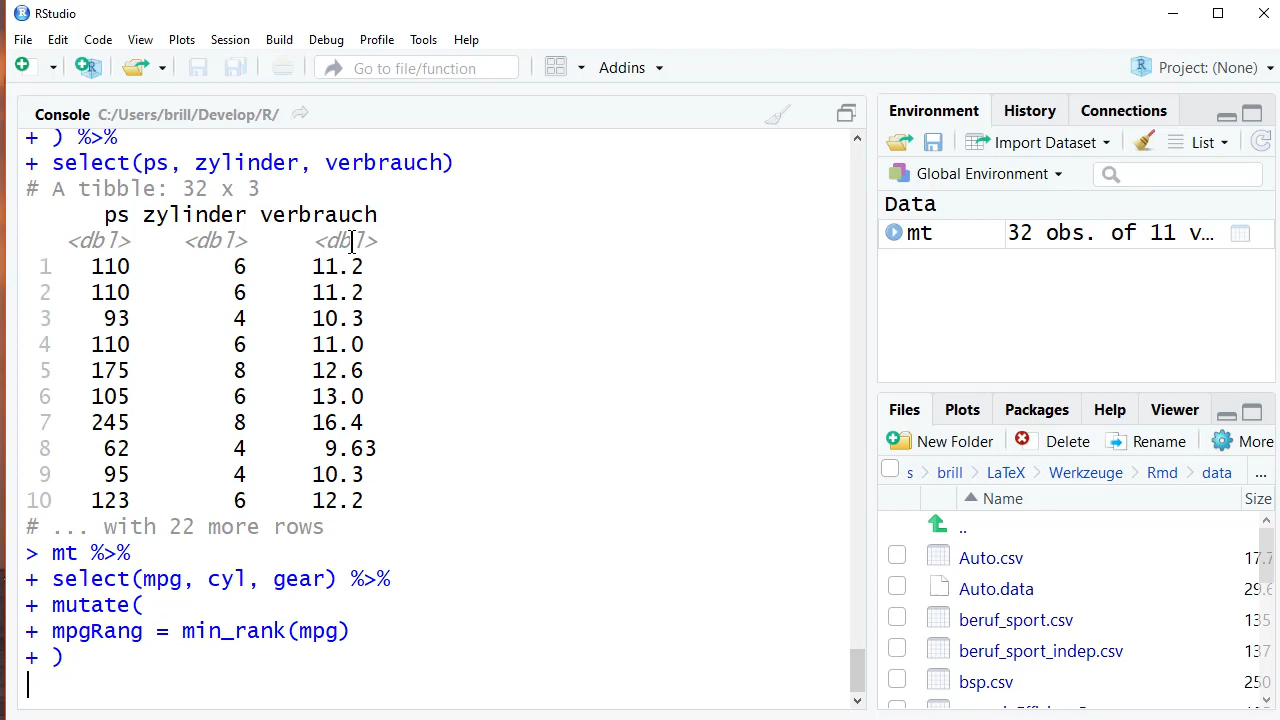 RStudio
File Edit Code View Plots Session Build Debug Profile Tools Help
Go to file/function Addins Project: (None)
Console C:/Users/brill/Develop/R/
+ ) %>%
+ select(ps, zylinder, verbrauch)
# A tibble: 32 x 3
ps zylinder verbrauch
<dbl> <dbl> <dbl>
1 110 6 11.2
2 110 6 11.2
3 93 4 10.3
4 110 6 11.0
5 175 8 12.6
6 105 6 13.0
7 245 8 16.4
8 62 4 9.63
9 95 4 10.3
10 123 6 12.2
# ... with 22 more rows
> mt %>%
+ select(mpg, cyl, gear) %>%
+ mutate(
+ mpgRang = min_rank(mpg)
+ )
Environment History Connections
Import Dataset List
Global Environment
Data
mt 32 obs. of 11 v...
Files Plots Packages Help Viewer
New Folder Delete Rename More
s brill LaTeX Werkzeuge Rmd data ...
Name Size
..
Auto.csv 17.7
Auto.data 29.6
beruf_sport.csv 135
beruf_sport_indep.csv 137
bsp.csv 250